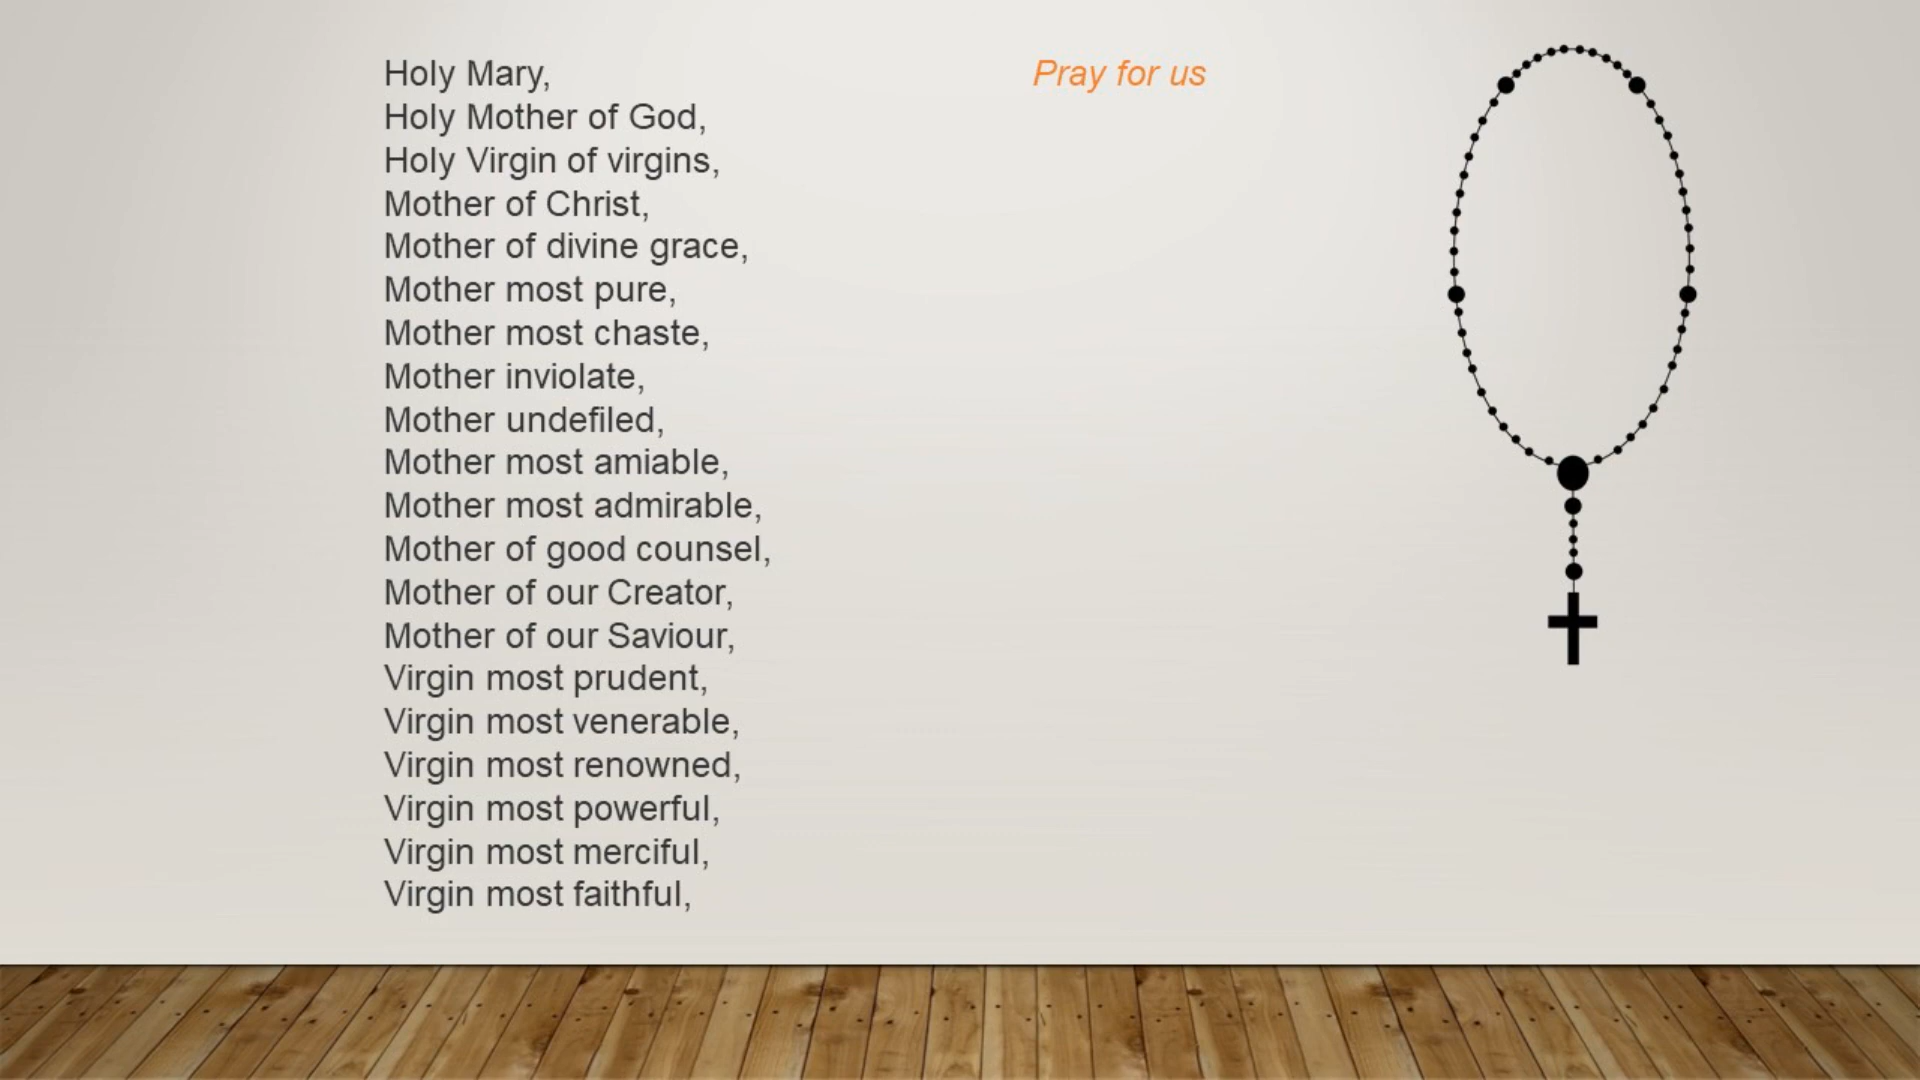 Holy Mary, Pray for us
Holy Mother of God,
Holy Virgin of virgins,
Mother of Christ,
Mother of divine grace,
Mother most pure,
Mother most chaste,
Mother inviolate,
Mother undefiled,
Mother most amiable,
Mother most admirable,
Mother of good counsel,
Mother of our Creator,
Mother of our Saviour,
Virgin most prudent,
Virgin most venerable,
Virgin most renowned,
Virgin most powerful,
Virgin most merciful,
Virgin most faithful,